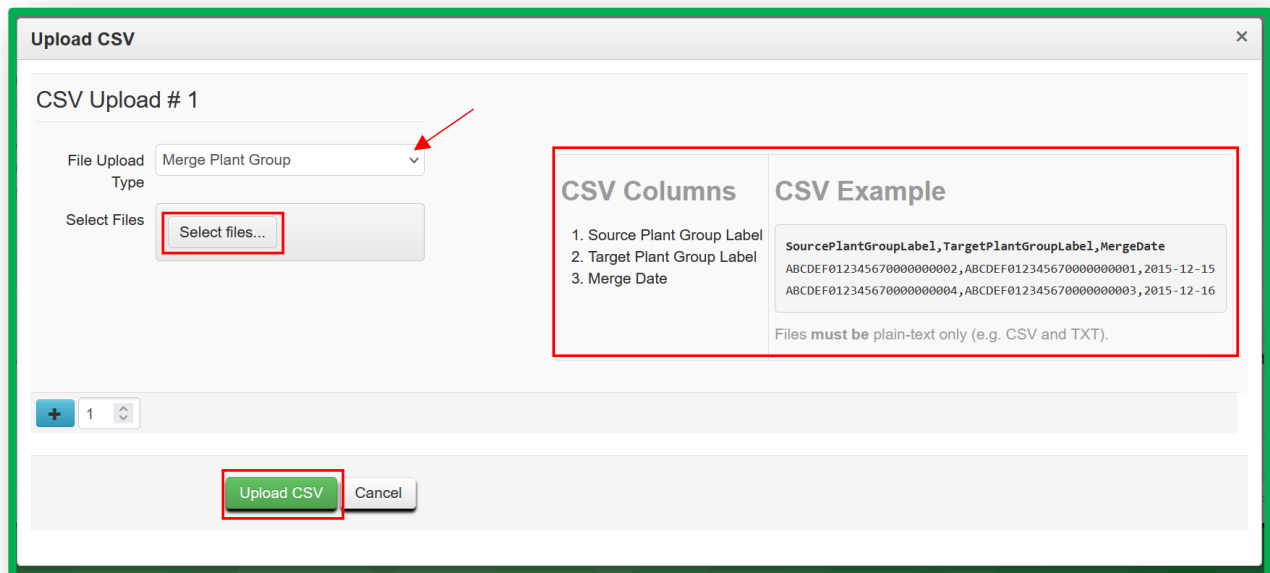 Upload CSV ×
CSV Upload # 1
File Upload Type
Merge Plant Group
Select Files
Select files...
CSV Columns
1. Source Plant Group Label
2. Target Plant Group Label
3. Merge Date
CSV Example
SourcePlantGroupLabel,TargetPlantGroupLabel,MergeDate
ABCDEF012345670000000002,ABCDEF012345670000000001,2015-12-15
ABCDEF012345670000000004,ABCDEF012345670000000003,2015-12-16
Files must be plain-text only (e.g. CSV and TXT).
+ 1
Upload CSV Cancel